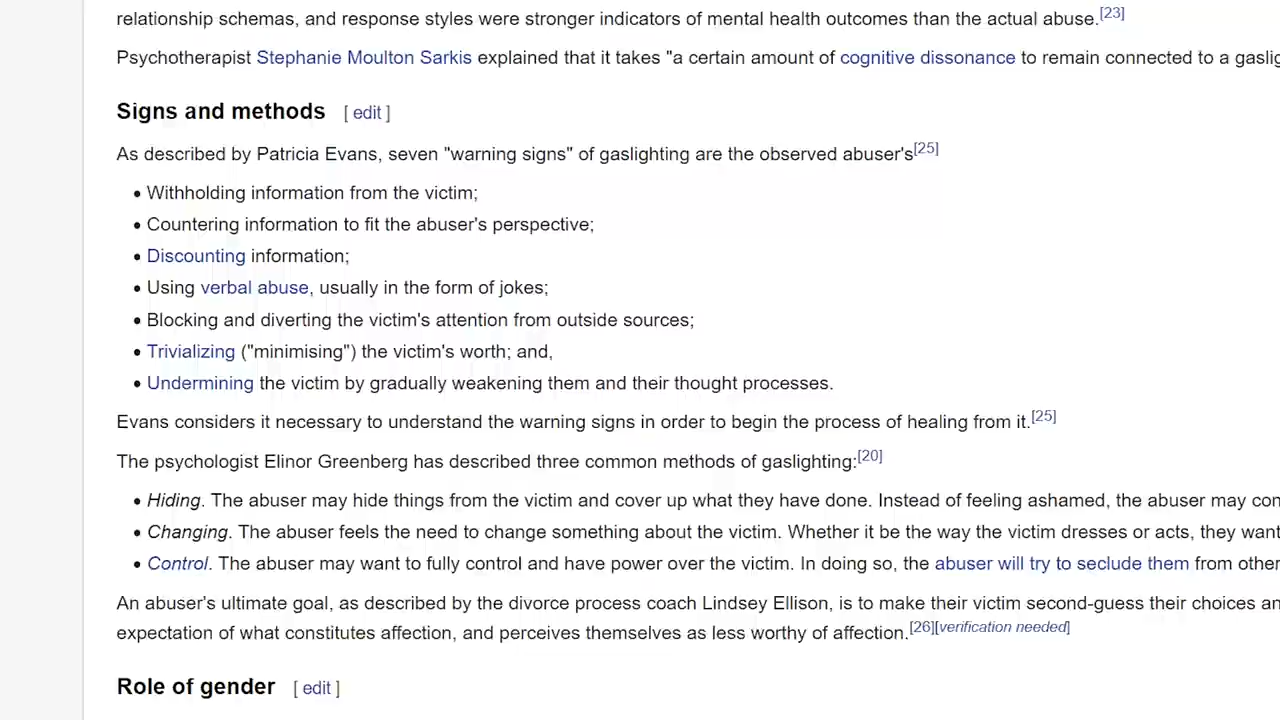 relationship schemas, and response styles were stronger indicators of mental health outcomes than the actual abuse.[23]
Psychotherapist Stephanie Moulton Sarkis explained that it takes "a certain amount of cognitive dissonance to remain connected to a
Signs and methods [ edit ]
As described by Patricia Evans, seven "warning signs" of gaslighting are the observed abuser's[25]
• Withholding information from the victim;
• Countering information to fit the abuser's perspective;
• Discounting information;
• Using verbal abuse, usually in the form of jokes;
• Blocking and diverting the victim's attention from outside sources;
• Trivializing ("minimising") the victim's worth; and,
• Undermining the victim by gradually weakening them and their thought processes.
Evans considers it necessary to understand the warning signs in order to begin the process of healing from it.[25]
The psychologist Elinor Greenberg has described three common methods of gaslighting:[20]
• Hiding. The abuser may hide things from the victim and cover up what they have done. Instead of feeling ashamed, the abuser may
• Changing. The abuser feels the need to change something about the victim. Whether it be the way the victim dresses or acts, they want
• Control. The abuser may want to fully control and have power over the victim. In doing so, the abuser will try to seclude them from other
An abuser's ultimate goal, as described by the divorce process coach Lindsey Ellison, is to make their victim second-guess their choices
expectation of what constitutes affection, and perceives themselves as less worthy of affection.[26][verification needed]
Role of gender [ edit ]